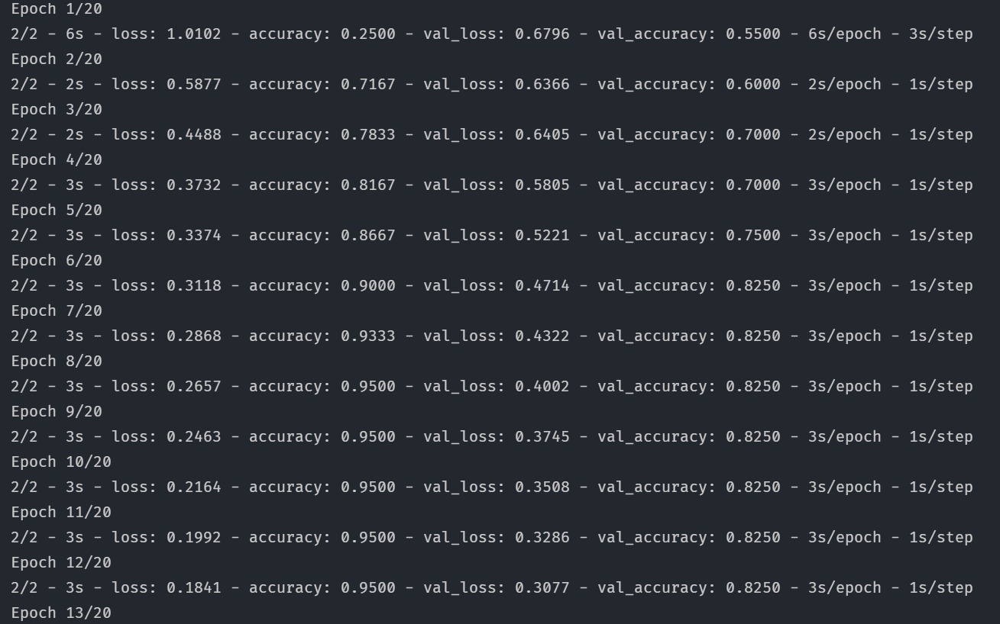 Epoch 1/20
2/2 - 6s - loss: 1.0102 - accuracy: 0.2500 - val_loss: 0.6796 - val_accuracy: 0.5500 - 6s/epoch - 3s/step
Epoch 2/20
2/2 - 2s - loss: 0.5877 - accuracy: 0.7167 - val_loss: 0.6366 - val_accuracy: 0.6000 - 2s/epoch - 1s/step
Epoch 3/20
2/2 - 2s - loss: 0.4488 - accuracy: 0.7833 - val_loss: 0.6405 - val_accuracy: 0.7000 - 2s/epoch - 1s/step
Epoch 4/20
2/2 - 3s - loss: 0.3732 - accuracy: 0.8167 - val_loss: 0.5805 - val_accuracy: 0.7000 - 3s/epoch - 1s/step
Epoch 5/20
2/2 - 3s - loss: 0.3374 - accuracy: 0.8667 - val_loss: 0.5221 - val_accuracy: 0.7500 - 3s/epoch - 1s/step
Epoch 6/20
2/2 - 3s - loss: 0.3118 - accuracy: 0.9000 - val_loss: 0.4714 - val_accuracy: 0.8250 - 3s/epoch - 1s/step
Epoch 7/20
2/2 - 3s - loss: 0.2868 - accuracy: 0.9333 - val_loss: 0.4322 - val_accuracy: 0.8250 - 3s/epoch - 1s/step
Epoch 8/20
2/2 - 3s - loss: 0.2657 - accuracy: 0.9500 - val_loss: 0.4002 - val_accuracy: 0.8250 - 3s/epoch - 1s/step
Epoch 9/20
2/2 - 3s - loss: 0.2463 - accuracy: 0.9500 - val_loss: 0.3745 - val_accuracy: 0.8250 - 3s/epoch - 1s/step
Epoch 10/20
2/2 - 3s - loss: 0.2164 - accuracy: 0.9500 - val_loss: 0.3508 - val_accuracy: 0.8250 - 3s/epoch - 1s/step
Epoch 11/20
2/2 - 3s - loss: 0.1992 - accuracy: 0.9500 - val_loss: 0.3286 - val_accuracy: 0.8250 - 3s/epoch - 1s/step
Epoch 12/20
2/2 - 3s - loss: 0.1841 - accuracy: 0.9500 - val_loss: 0.3077 - val_accuracy: 0.8250 - 3s/epoch - 1s/step
Epoch 13/20